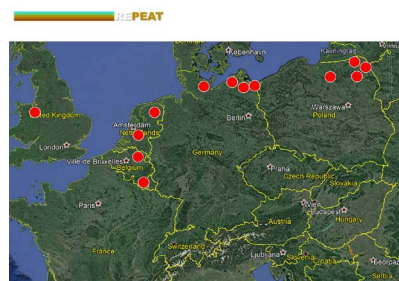 REPEAT
København
Kaliningrad
United Kingdom
Amsterdam
Netherlands
Berlin
Warszawa
Poland
London
Ville de Bruxelles
Belgium
Germany
Praha
Czech Republic
Slovakia
Paris
Wien
Budapest
Austria
Hungary
France
Switzerland
Ljubljana
Slovenia
Croatia
Serbia